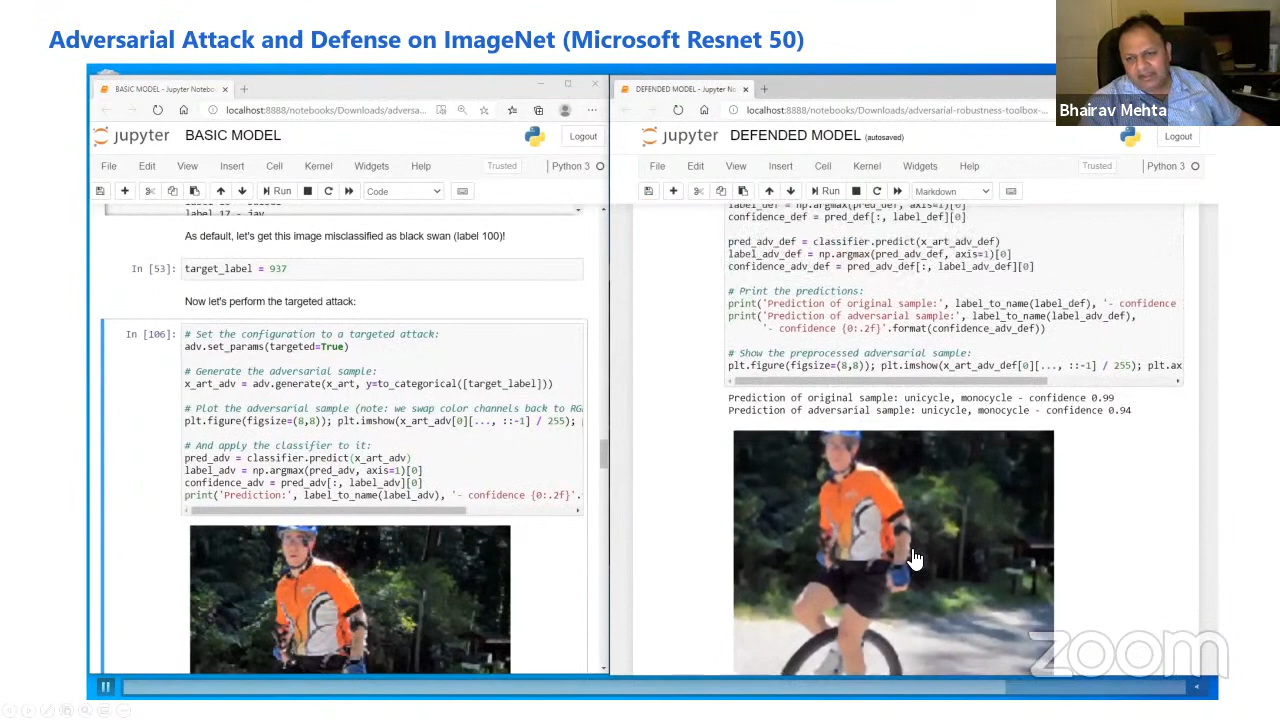 Adversarial Attack and Defense on ImageNet (Microsoft Resnet 50)
Bhairav Mehta
BASIC MODEL - Jupyter Notebo
localhost:8888/notebooks/Downloads/adversa...
jupyter BASIC MODEL
Logout
File Edit View Insert Cell Kernel Widgets Help
Trusted
Python 3
Run
Code
label 17 - jay
As default, let's get this image misclassified as black swan (label 100)!
In [53]: target_label = 937
Now let's perform the targeted attack:
In [106]: # Set the configuration to a targeted attack:
adv.set_params(targeted=True)
# Generate the adversarial sample:
x_art_adv = adv.generate(x_art, y=to_categorical([target_label]))
# Plot the adversarial sample (note: we swap color channels back to RG
plt.figure(figsize=(8,8)); plt.imshow(x_art_adv[0][..., ::-1] / 255);
# And apply the classifier to it:
pred_adv = classifier.predict(x_art_adv)
label_adv = np.argmax(pred_adv, axis=1)[0]
confidence_adv = pred_adv[:, label_adv][0]
print('Prediction:', label_to_name(label_adv), '- confidence {0:.2f}'.
DEFENDED MODEL - Jupyter Notebo
localhost:8888/notebooks/Downloads/adversarial-robustness-toolbox-...
jupyter DEFENDED MODEL (autosaved)
Logout
File Edit View Insert Cell Kernel Widgets Help
Trusted
Python 3
Run
Markdown
label_def = np.argmax(pred_def, axis=1)[0]
confidence_def = pred_def[:, label_def][0]
pred_adv_def = classifier.predict(x_art_adv_def)
label_adv_def = np.argmax(pred_adv_def, axis=1)[0]
confidence_adv_def = pred_adv_def[:, label_adv_def][0]
# Print the predictions:
print('Prediction of original sample:', label_to_name(label_def), '- confidence
print('Prediction of adversarial sample:', label_to_name(label_adv_def),
'- confidence {0:.2f}'.format(confidence_adv_def))
# Show the preprocessed adversarial sample:
plt.figure(figsize=(8,8)); plt.imshow(x_art_adv_def[0][..., ::-1] / 255); plt.ax
Prediction of original sample: unicycle, monocycle - confidence 0.99
Prediction of adversarial sample: unicycle, monocycle - confidence 0.94
zoom